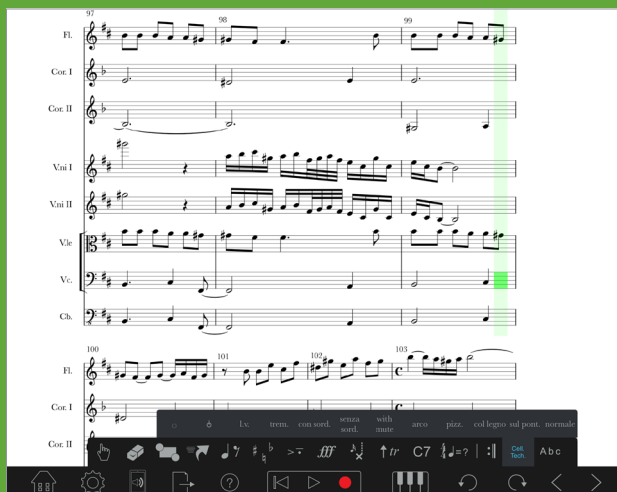 97 98 99
Fl.
Cor. I
Cor. II
V.ni I
V.ni II
V.le
Vc.
Cb.
100 101 102 103
Fl.
Cor. I
Cor. II
l.v. trem. con sord. senza sord. with mute arco pizz. col legno sul pont. normale
fff tr C7 =? Cell. Tech. Abc
?